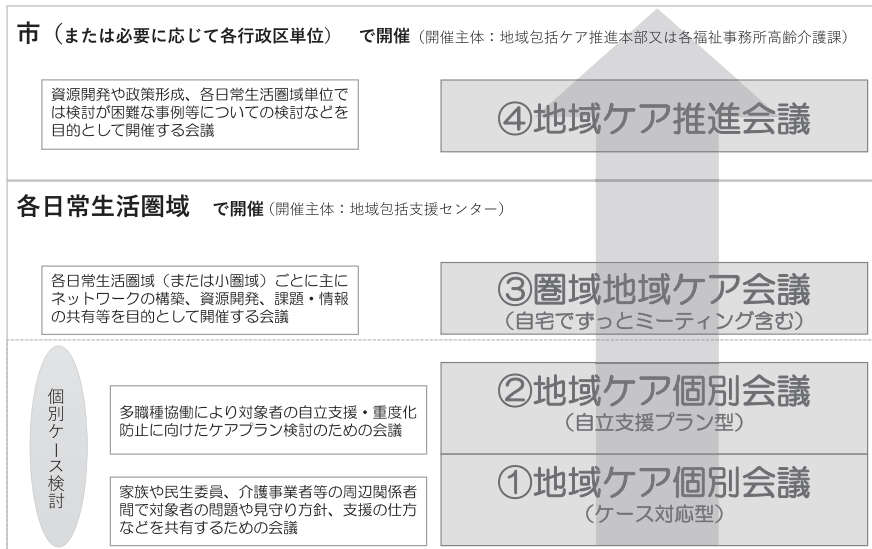 市（または必要に応じて各行政区単位）　で開催（開催主体：地域包括ケア推進本部又は各福祉事務所高齢介護課）
資源開発や政策形成、各日常生活圏域単位で
は検討が困難な事例等についての検討などを
目的として開催する会議
④地域ケア推進会議
各日常生活圏域　で開催（開催主体：地域包括支援センター）
各日常生活圏域（または小圏域）ごとに主に
ネットワークの構築、資源開発、課題・情報
の共有等を目的として開催する会議
③圏域地域ケア会議
（自宅でずっとミーティング含む）
個別ケース検討
多職種協働により対象者の自立支援・重度化
防止に向けたケアプラン検討のための会議
②地域ケア個別会議
（自立支援プラン型）
家族や民生委員、介護事業者等の周辺関係者
間で対象者の問題や見守り方針、支援の仕方
などを共有するための会議
①地域ケア個別会議
（ケース対応型）